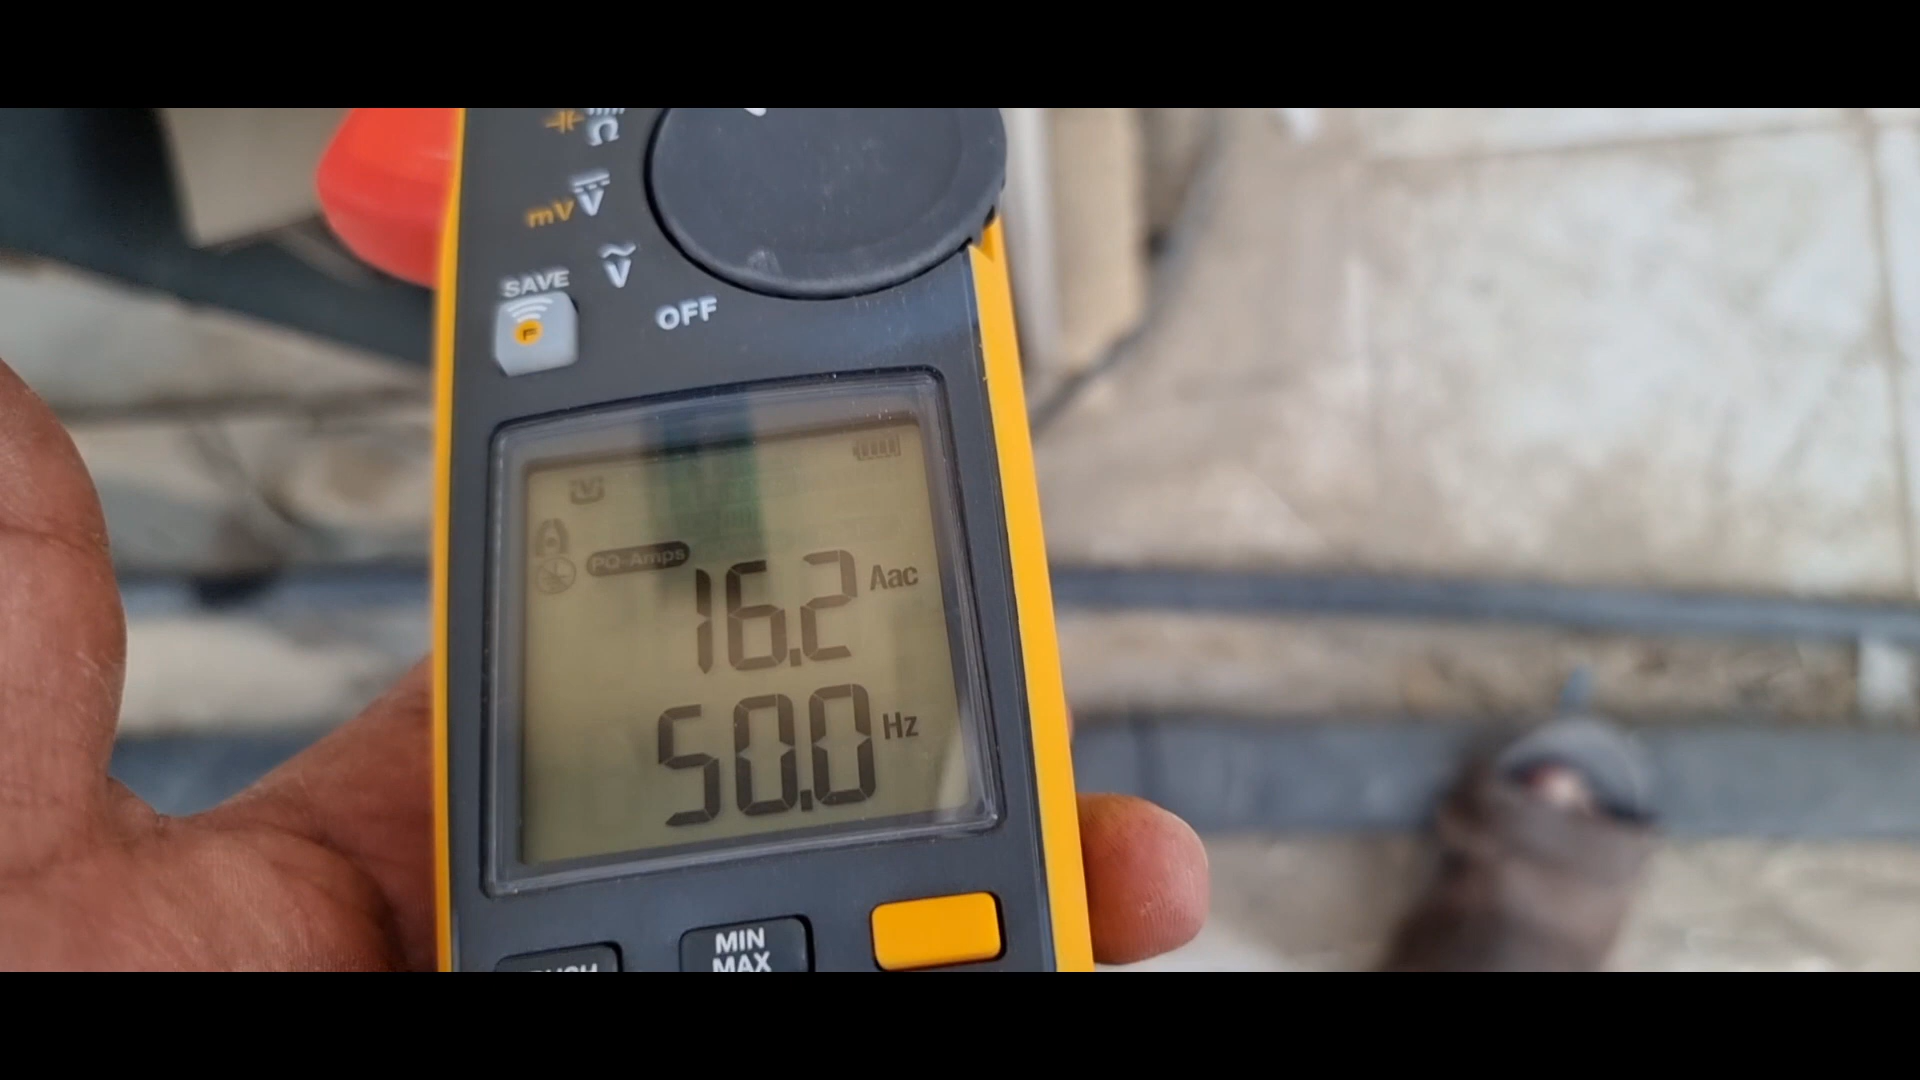 Ω
mV V
V
SAVE
OFF
F
PQ-Amps
16.2 Aac
50.0 Hz
MIN
MAX